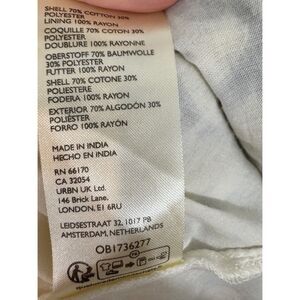 SHELL 70% COTTON 30%
POLYESTER
LINING 100% RAYON
COQUILLE 70% COTON 30%
POLYESTER
DOUBLURE 100% RAYONNE
OBERSTOFF 70% BAUMWOLLE
30% POLYESTER
FUTTER 100% RAYON
SHELL 70% COTONE 30%
POLIESTERE
FODERA 100% RAYON
EXTERIOR 70% ALGODÓN 30%
POLIÉSTER
FORRO 100% RAYÓN
MADE IN INDIA
HECHO EN INDIA
RN 66170
CA 32054
URBN UK Ltd.
146 Brick Lane,
LONDON. E1 6RU
LEIDSESTRAAT 32, 1017 PB
AMSTERDAM, NETHERLANDS
OB1736277
FR